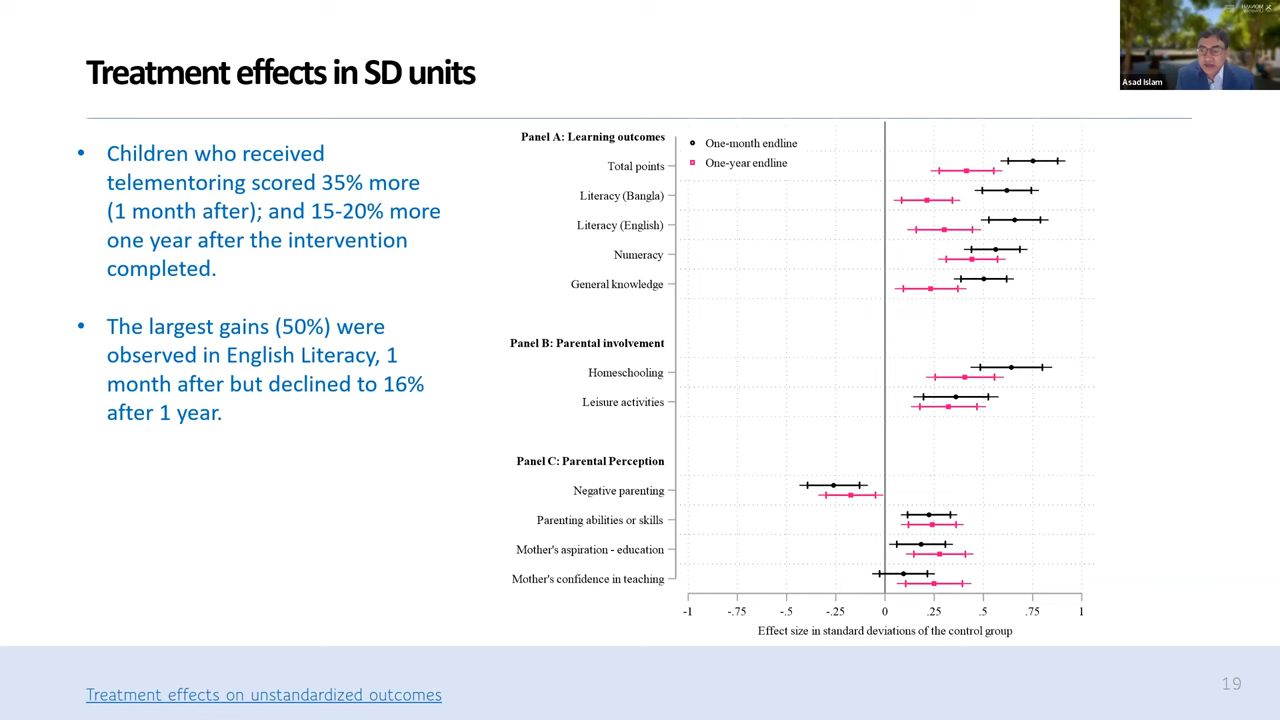 Treatment effects in SD units
Asad Islam
• Children who received
telementoring scored 35% more
(1 month after); and 15-20% more
one year after the intervention
completed.
• The largest gains (50%) were
observed in English Literacy, 1
month after but declined to 16%
after 1 year.
Panel A: Learning outcomes
One-month endline
One-year endline
Total points
Literacy (Bangla)
Literacy (English)
Numeracy
General knowledge
Panel B: Parental involvement
Homeschooling
Leisure activities
Panel C: Parental Perception
Negative parenting
Parenting abilities or skills
Mother's aspiration - education
Mother's confidence in teaching
-1 -.75 -.5 -.25 0 .25 .5 .75 1
Effect size in standard deviations of the control group
Treatment effects on unstandardized outcomes
19